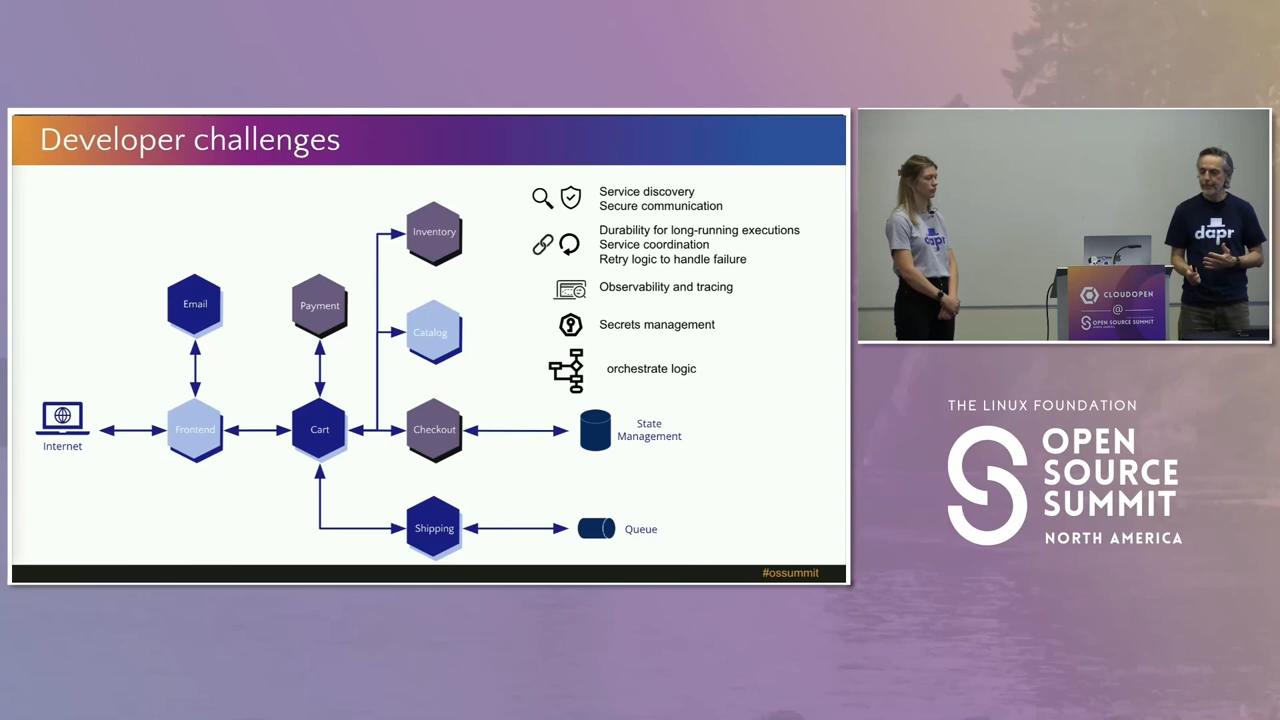 Developer challenges
Service discovery
Secure communication
Durability for long-running executions
Service coordination
Retry logic to handle failure
Observability and tracing
Secrets management
orchestrate logic
Inventory
Email
Payment
Catalog
Internet
Frontend
Cart
Checkout
State
Management
Shipping
Queue
#ossummit
dapr
dapr
CLOUDOPEN
@
OPEN SOURCE SUMMIT
NORTH AMERICA
THE LINUX FOUNDATION
OPEN
SOURCE
SUMMIT
NORTH AMERICA